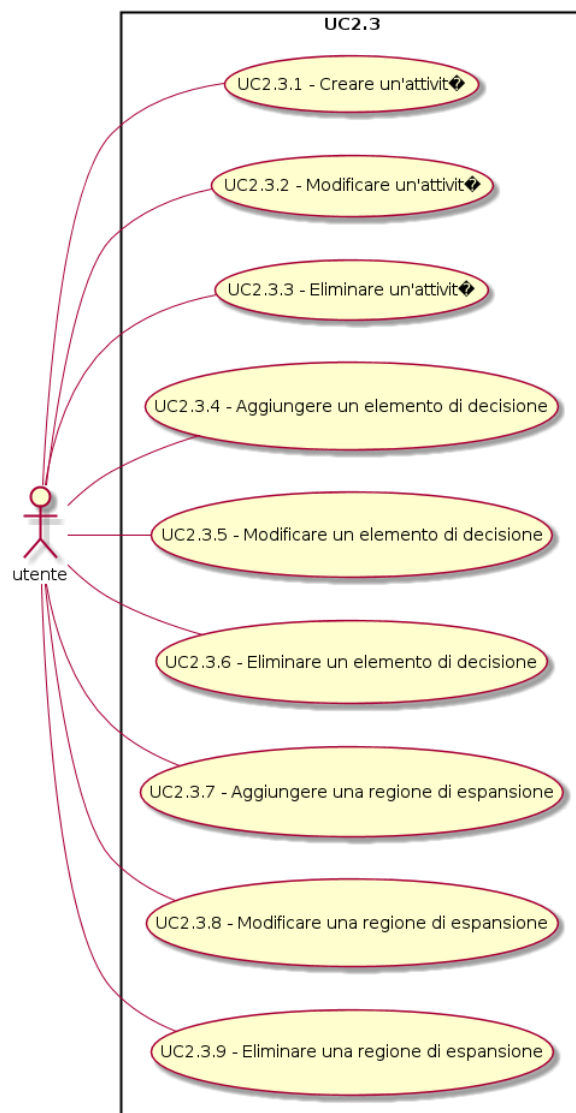 UC2.3
UC2.3.1 - Creare un'attivit�
UC2.3.2 - Modificare un'attivit�
UC2.3.3 - Eliminare un'attivit�
UC2.3.4 - Aggiungere un elemento di decisione
UC2.3.5 - Modificare un elemento di decisione
utente
UC2.3.6 - Eliminare un elemento di decisione
UC2.3.7 - Aggiungere una regione di espansione
UC2.3.8 - Modificare una regione di espansione
UC2.3.9 - Eliminare una regione di espansione